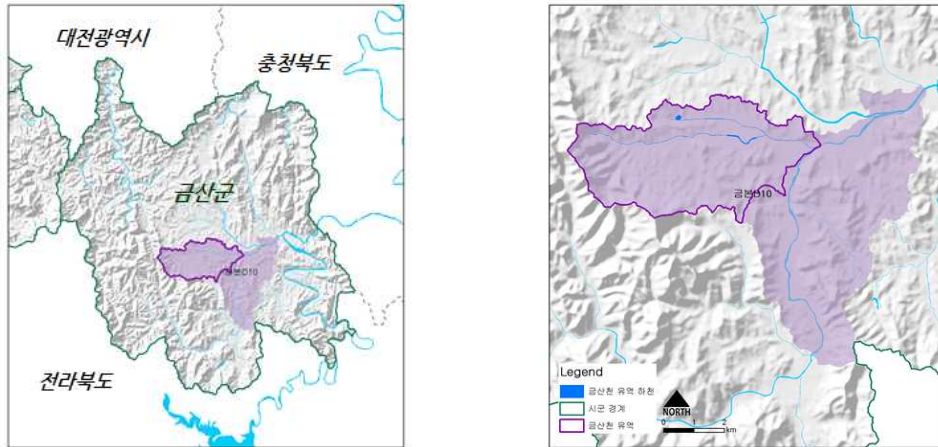 대전광역시
충청북도
금산군
금본D10
전라북도
금본D10
Legend
금산천 유역 하천
시군 경계
금산천 유역
NORTH
0 1 2
km